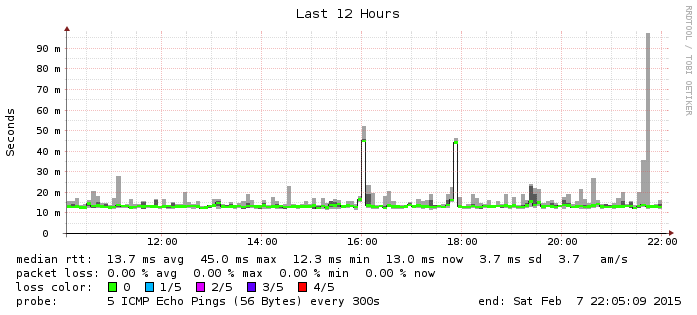 Last 12 Hours
RRDTOOL / TOBI OETIKER
Seconds
90 m
80 m
70 m
60 m
50 m
40 m
30 m
20 m
10 m
0
12:00 14:00 16:00 18:00 20:00 22:00
median rtt: 13.7 ms avg 45.0 ms max 12.3 ms min 13.0 ms now 3.7 ms sd 3.7 am/s
packet loss: 0.00 % avg 0.00 % max 0.00 % min 0.00 % now
loss color: 0 1/5 2/5 3/5 4/5
probe: 5 ICMP Echo Pings (56 Bytes) every 300s end: Sat Feb 7 22:05:09 2015